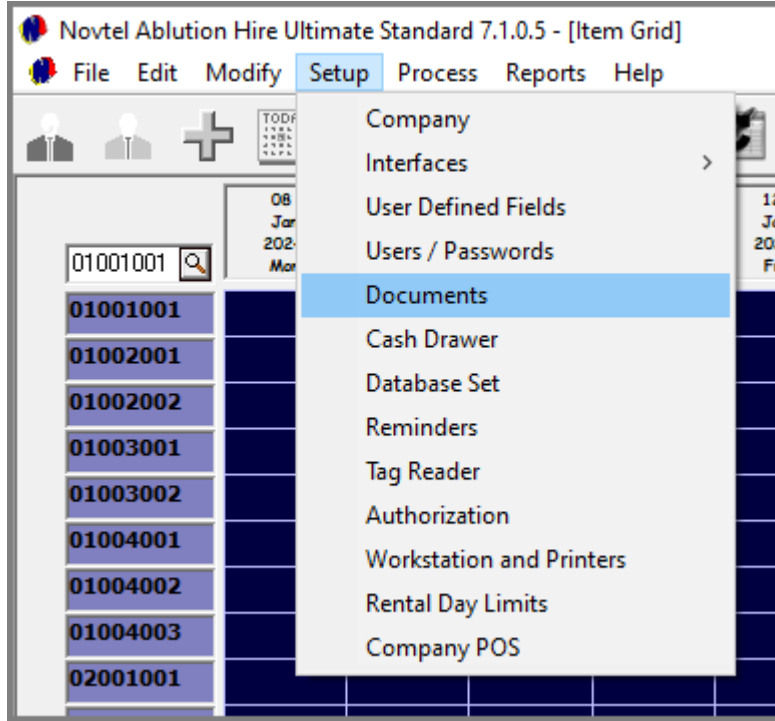 Novtel Ablution Hire Ultimate Standard 7.1.0.5 - [Item Grid]
File Edit Modify Setup Process Reports Help
Company
Interfaces
User Defined Fields
Users / Passwords
Documents
Cash Drawer
Database Set
Reminders
Tag Reader
Authorization
Workstation and Printers
Rental Day Limits
Company POS
08
01001001
01001001
01002001
01002002
01003001
01003002
01004001
01004002
01004003
02001001